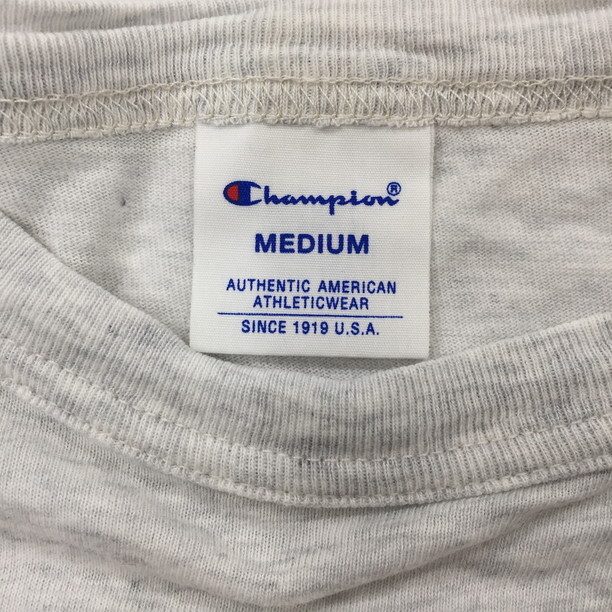 Champion®
MEDIUM
AUTHENTIC AMERICAN
ATHLETICWEAR
SINCE 1919 U.S.A.